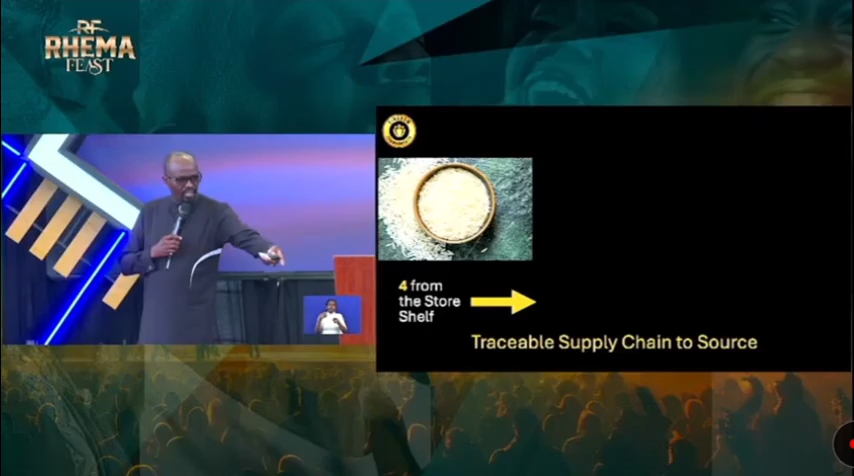 RF
RHEMA
FEAST
4 from
the Store
Shelf
Traceable Supply Chain to Source